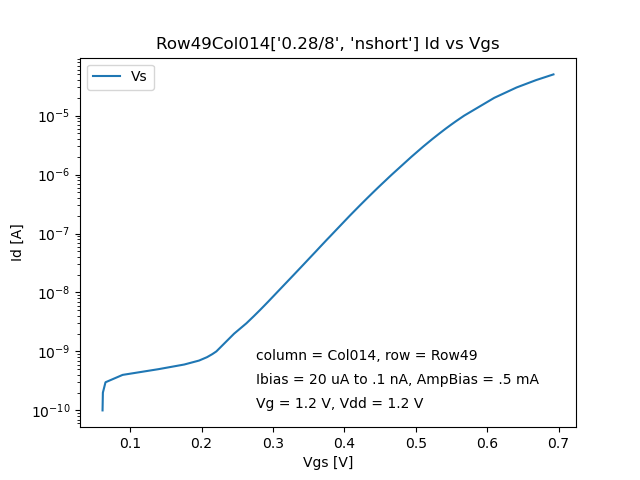 Row49Col014['0.28/8', 'nshort'] Id vs Vgs
Vs
10⁻⁵
10⁻⁶
10⁻⁷
10⁻⁸
10⁻⁹
10⁻¹⁰
Id [A]
column = Col014, row = Row49
Ibias = 20 uA to .1 nA, AmpBias = .5 mA
Vg = 1.2 V, Vdd = 1.2 V
0.1 0.2 0.3 0.4 0.5 0.6 0.7
Vgs [V]